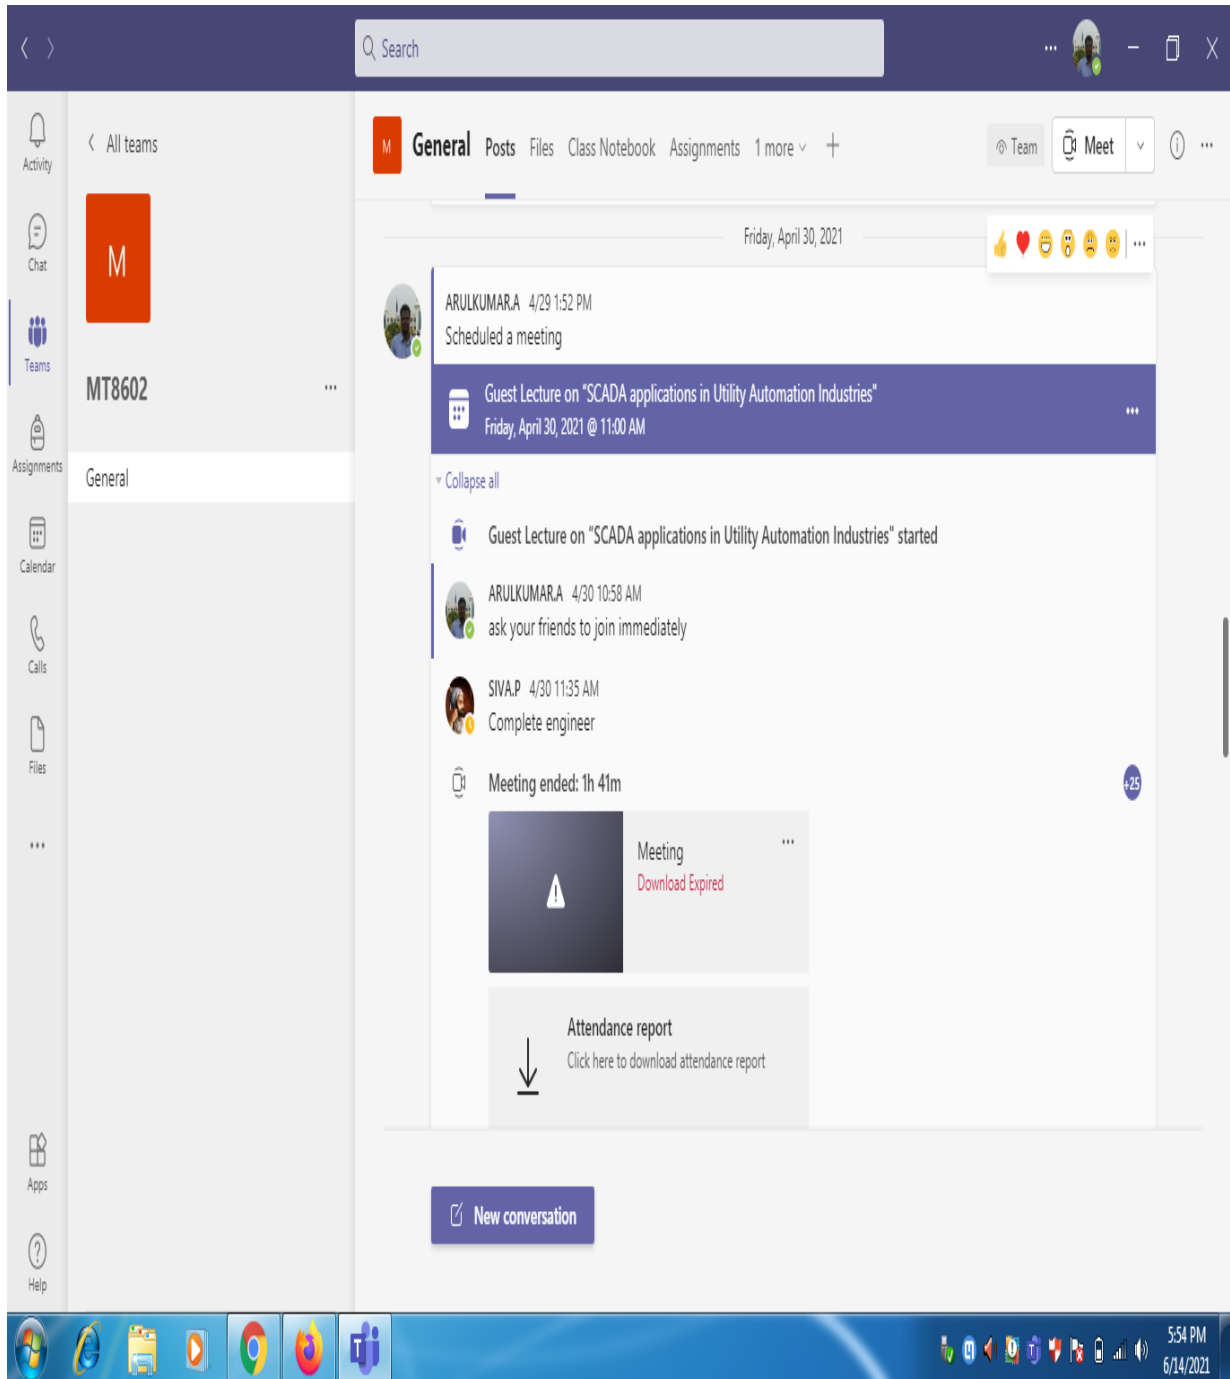 Search
Activity
Chat
Teams
Assignments
Calendar
Calls
Files
Apps
Help
All teams
M
MT8602
General
M General Posts Files Class Notebook Assignments 1 more
Team
Meet
Friday, April 30, 2021
ARULKUMAR.A 4/29 1:52 PM
Scheduled a meeting
Guest Lecture on "SCADA applications in Utility Automation Industries"
Friday, April 30, 2021 @ 11:00 AM
Collapse all
Guest Lecture on "SCADA applications in Utility Automation Industries" started
ARULKUMAR.A 4/30 10:58 AM
ask your friends to join immediately
SIVA.P 4/30 11:35 AM
Complete engineer
Meeting ended: 1h 41m
+25
Meeting
Download Expired
Attendance report
Click here to download attendance report
New conversation
5:54 PM
6/14/2021